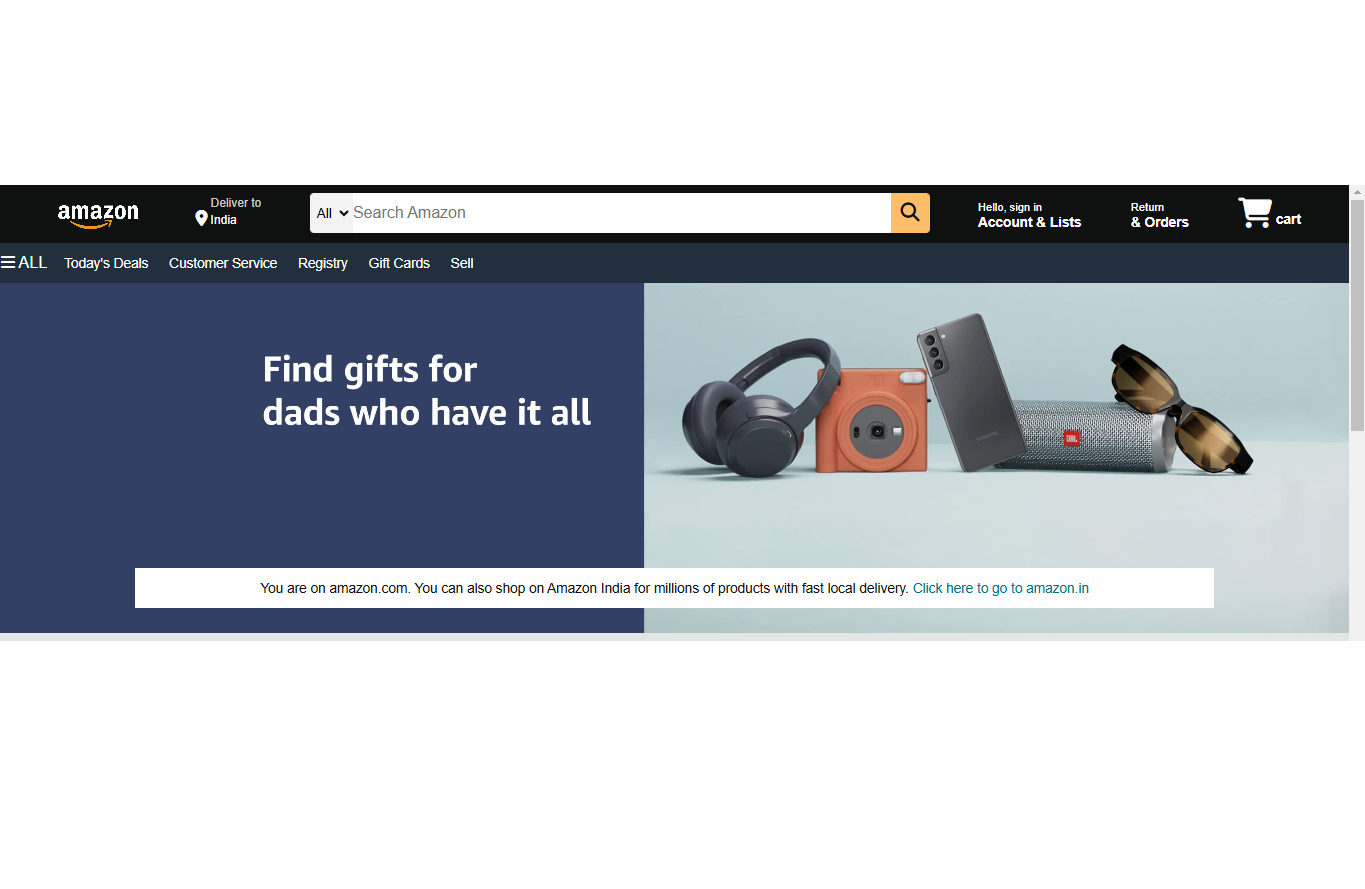 amazon
Deliver to
India
All
Search Amazon
Hello, sign in
Account & Lists
Return
& Orders
cart
ALL
Today's Deals
Customer Service
Registry
Gift Cards
Sell
Find gifts for
dads who have it all
JBL
You are on amazon.com. You can also shop on Amazon India for millions of products with fast local delivery. Click here to go to amazon.in